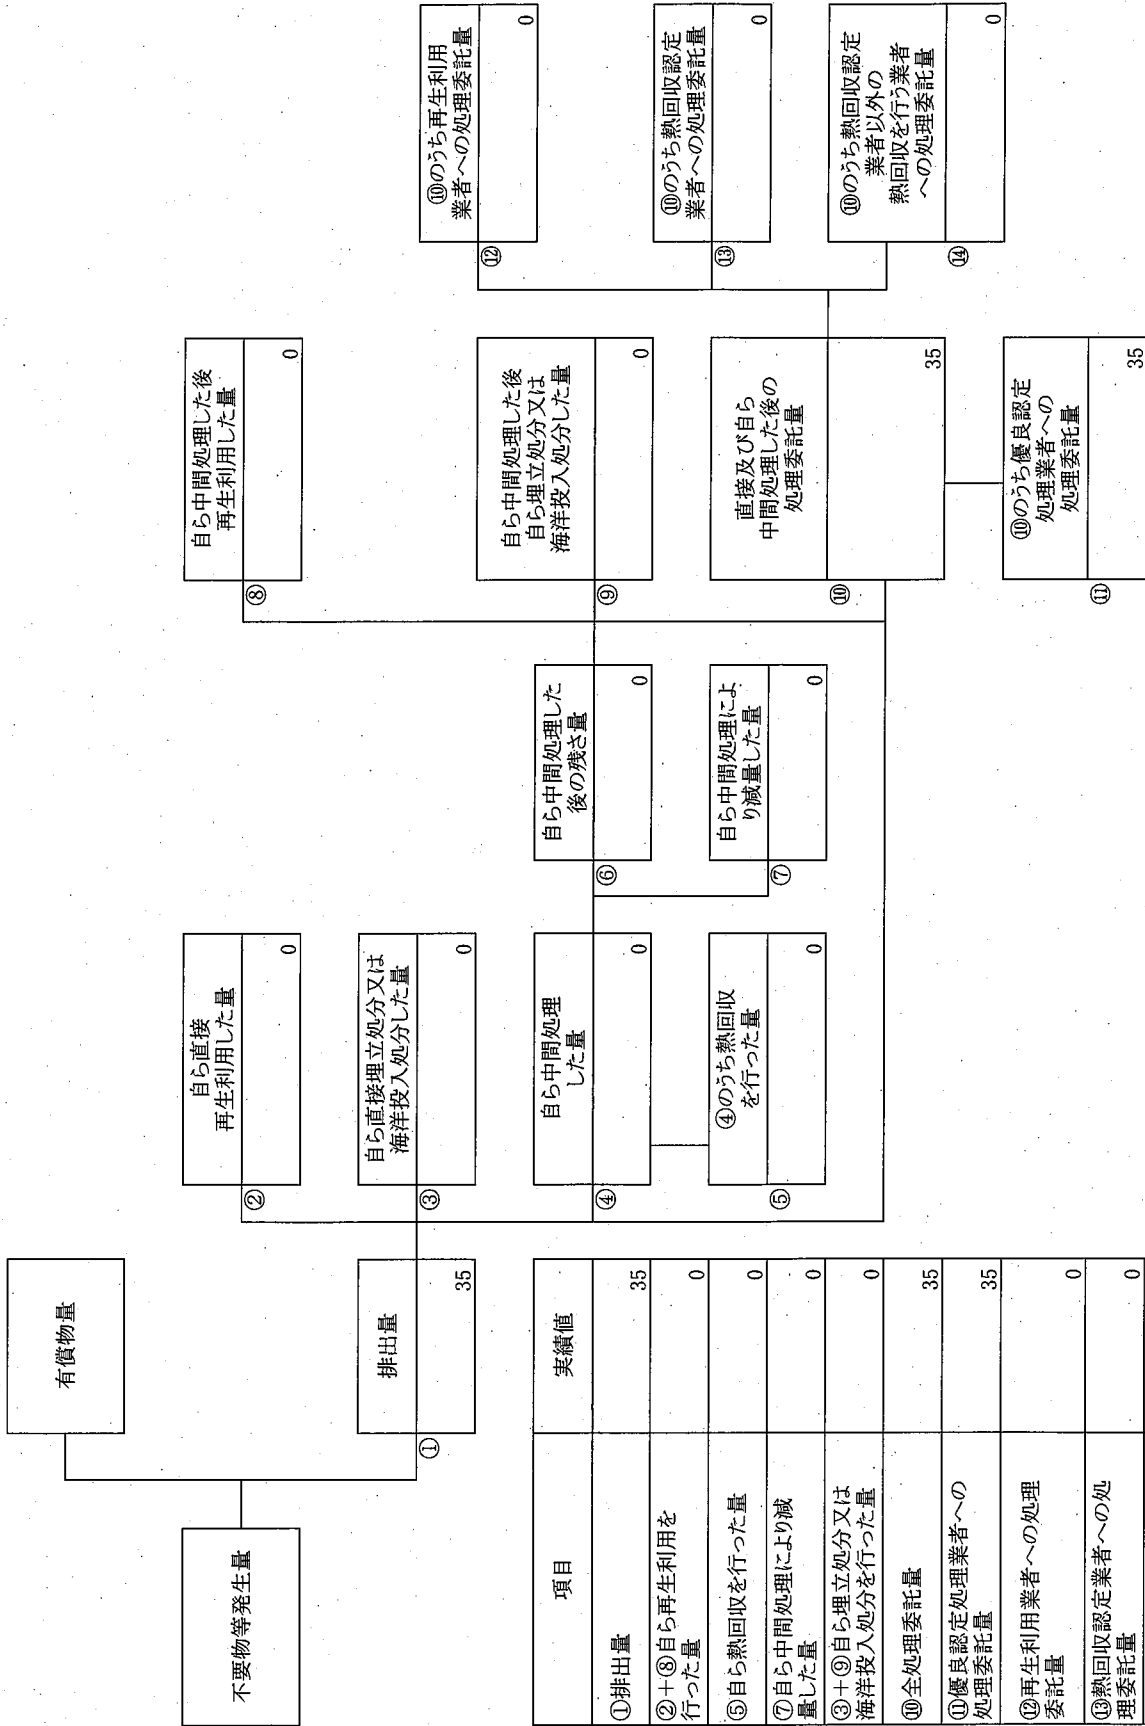 不要物等発生量
有償物量
①
排出量
35
②
自ら直接
再生利用した量
0
③
自ら直接埋立処分又は
海洋投入処分した量
0
④
自ら中間処理
した量
0
⑤
④のうち熱回収
を行った量
0
⑥
自ら中間処理した
後の残さ量
0
⑦
自ら中間処理によ
り減量した量
0
⑧
自ら中間処理した後
再生利用した量
0
⑨
自ら中間処理した後
自ら埋立処分又は
海洋投入処分した量
0
⑩
直接及び自ら
中間処理した後の
処理委託量
35
⑪
⑩のうち優良認定
処理業者への
処理委託量
35
⑫
⑩のうち再生利用
業者への処理委託量
0
⑬
⑩のうち熱回収認定
業者への処理委託量
0
⑭
⑩のうち熱回収認定
業者以外の
熱回収を行う業者
への処理委託量
0
項目 実績値
①排出量 35
②+⑧自ら再生利用を
行った量 0
⑤自ら熱回収を行った量 0
⑦自ら中間処理により減
量した量 0
③+⑨自ら埋立処分又は
海洋投入処分を行った量 0
⑩全処理委託量 35
⑪優良認定処理業者への
処理委託量 35
⑫再生利用業者への処理
委託量 0
⑬熱回収認定業者への処
理委託量 0